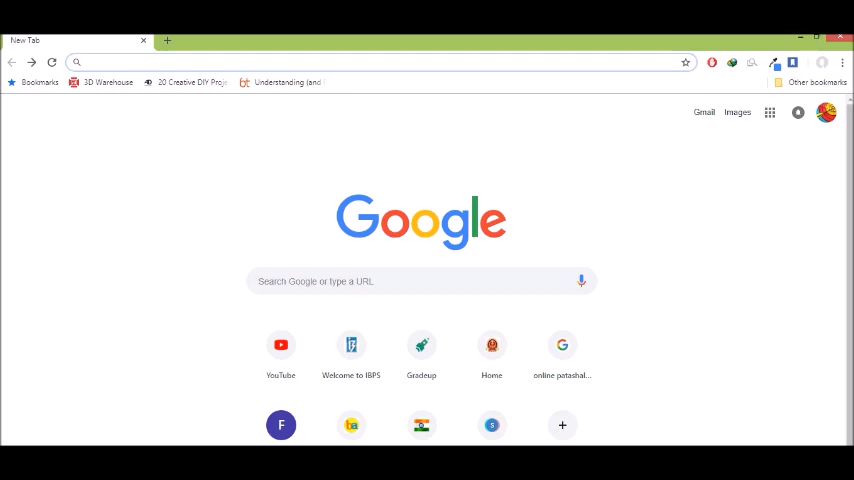 New Tab
Bookmarks 3D Warehouse 20 Creative DIY Proje Understanding (and
Other bookmarks
Gmail Images
Google
Search Google or type a URL
YouTube Welcome to IBPS Gradeup Home online patashal...
F ba S